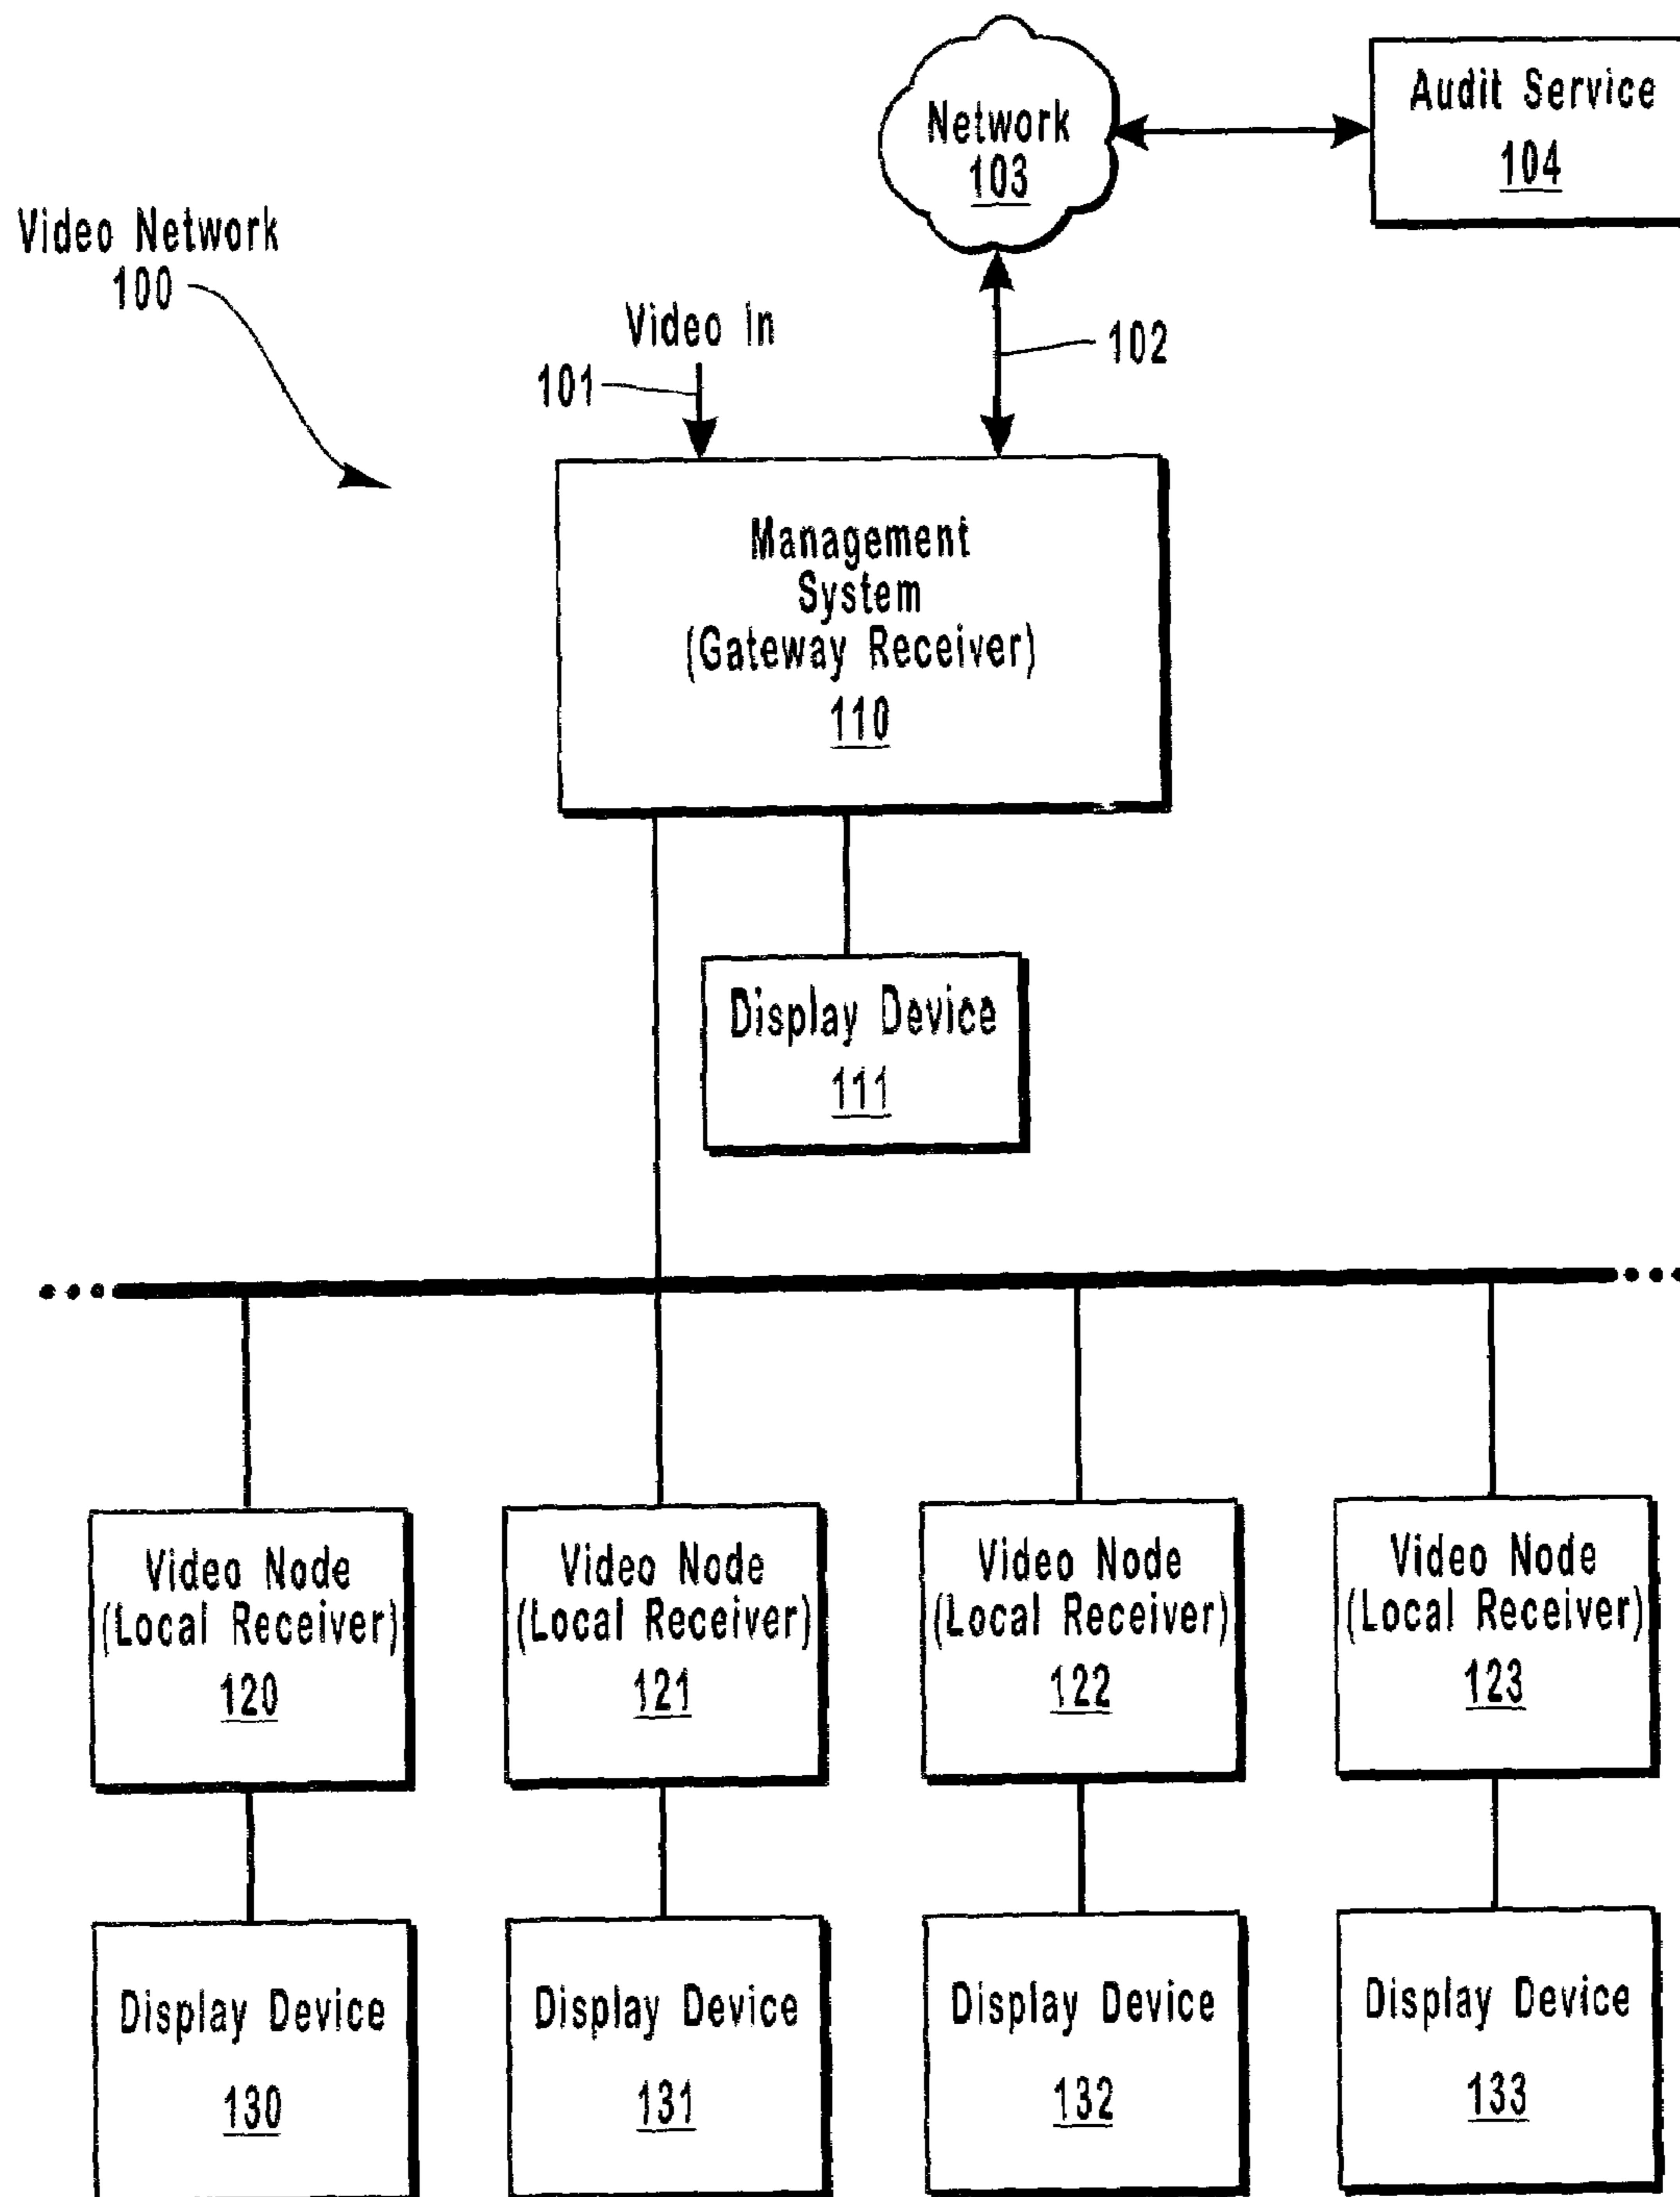 Network
103
Audit Service
104
Video Network
100
Video In
101
102
Management
System
(Gateway Receiver)
110
Display Device
111
Video Node
(Local Receiver)
120
Video Node
(Local Receiver)
121
Video Node
(Local Receiver)
122
Video Node
(Local Receiver)
123
Display Device
130
Display Device
131
Display Device
132
Display Device
133